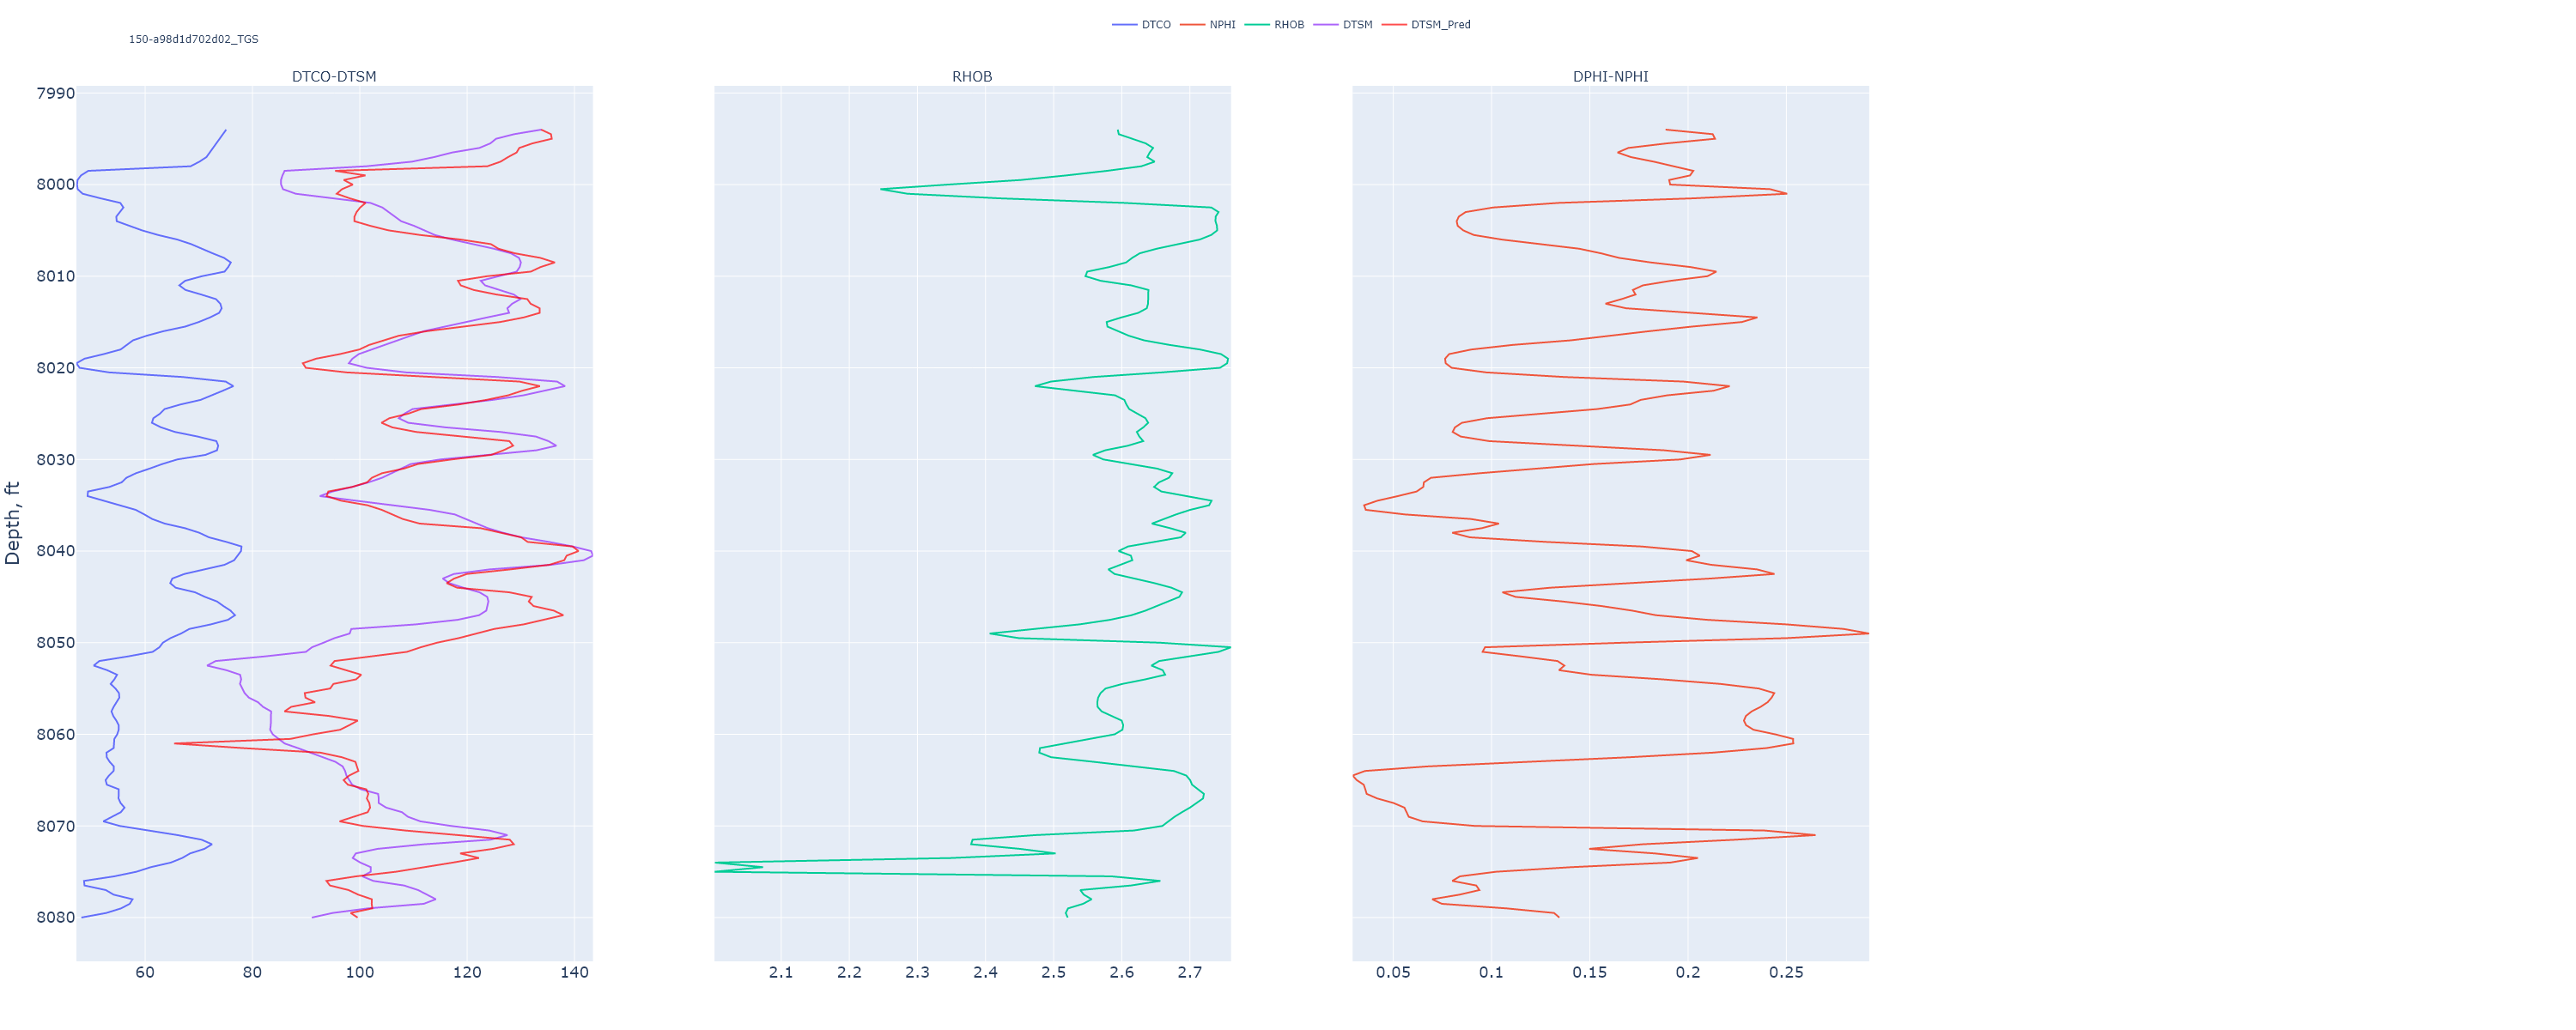 DTCO NPHI RHOB DTSM DTSM_Pred
150-a98d1d702d02_TGS
DTCO-DTSM RHOB DPHI-NPHI
7990
8000
8010
8020
8030
8040
8050
8060
8070
8080
Depth, ft
60 80 100 120 140
2.1 2.2 2.3 2.4 2.5 2.6 2.7
0.05 0.1 0.15 0.2 0.25